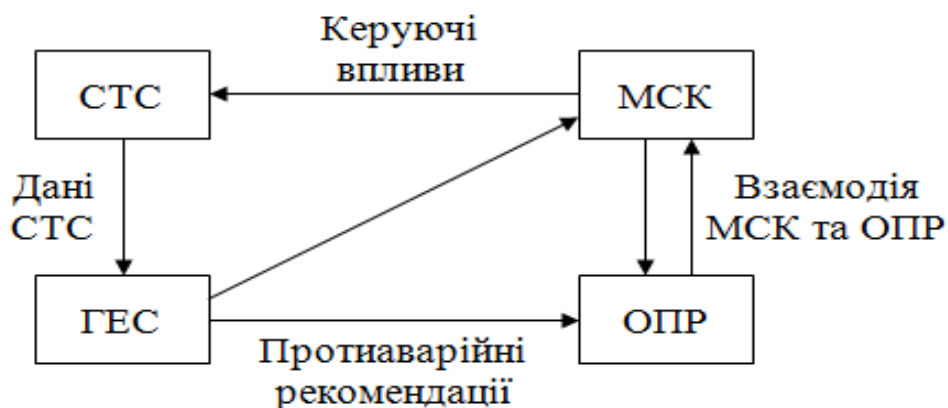 Керуючі
впливи
СТС
МСК
Дані
СТС
Взаємодія
МСК та ОПР
ГЕС
ОПР
Протиаварійні
рекомендації